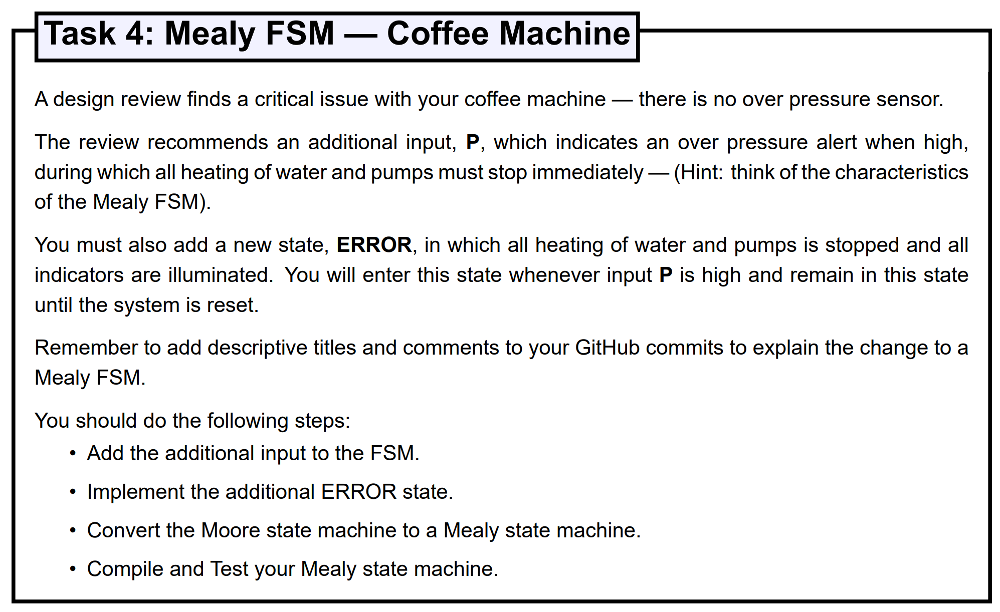 Task 4: Mealy FSM — Coffee Machine
A design review finds a critical issue with your coffee machine — there is no over pressure sensor.
The review recommends an additional input, P, which indicates an over pressure alert when high,
during which all heating of water and pumps must stop immediately — (Hint: think of the characteristics
of the Mealy FSM).
You must also add a new state, ERROR, in which all heating of water and pumps is stopped and all
indicators are illuminated. You will enter this state whenever input P is high and remain in this state
until the system is reset.
Remember to add descriptive titles and comments to your GitHub commits to explain the change to a
Mealy FSM.
You should do the following steps:
• Add the additional input to the FSM.
• Implement the additional ERROR state.
• Convert the Moore state machine to a Mealy state machine.
• Compile and Test your Mealy state machine.